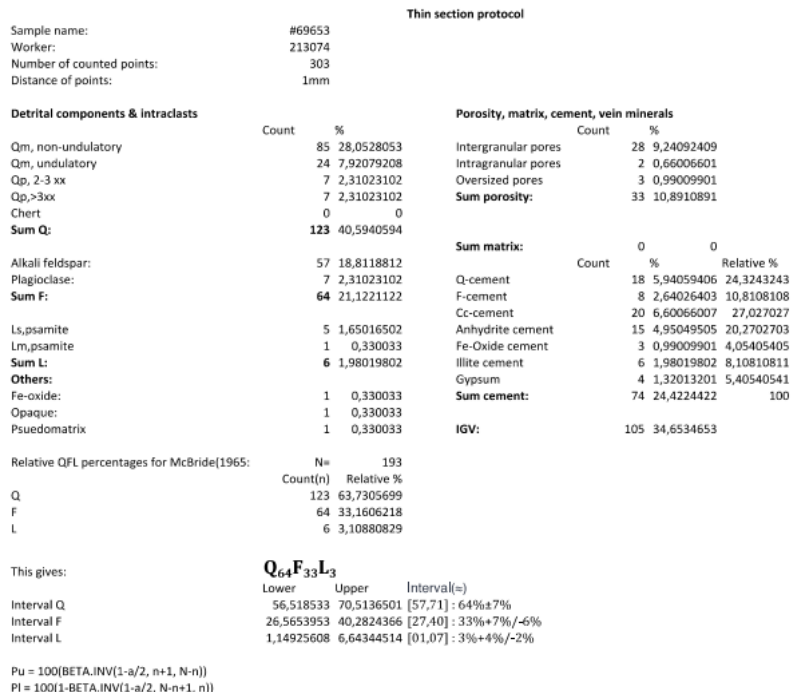 Thin section protocol
Sample name: #69653
Worker: 213074
Number of counted points: 303
Distance of points: 1mm
Detrital components & intraclasts
Count %
Qm, non-undulatory 85 28,0528053
Qm, undulatory 24 7,92079208
Qp, 2-3 xx 7 2,31023102
Qp,>3xx 7 2,31023102
Chert 0 0
Sum Q: 123 40,5940594
Alkali feldspar: 57 18,8118812
Plagioclase: 7 2,31023102
Sum F: 64 21,1221122
Ls,psamite 5 1,65016502
Lm,psamite 1 0,330033
Sum L: 6 1,98019802
Others:
Fe-oxide: 1 0,330033
Opaque: 1 0,330033
Psuedomatrix 1 0,330033
Porosity, matrix, cement, vein minerals
Count %
Intergranular pores 28 9,24092409
Intragranular pores 2 0,66006601
Oversized pores 3 0,99009901
Sum porosity: 33 10,8910891
Sum matrix: 0 0
Count % Relative %
Q-cement 18 5,94059406 24,3243243
F-cement 8 2,64026403 10,8108108
Cc-cement 20 6,60066007 27,027027
Anhydrite cement 15 4,95049505 20,2702703
Fe-Oxide cement 3 0,99009901 4,05405405
Illite cement 6 1,98019802 8,10810811
Gypsum 4 1,32013201 5,40540541
Sum cement: 74 24,4224422 100
IGV: 105 34,6534653
Relative QFL percentages for McBride(1965: N= 193
Count(n) Relative %
Q 123 63,7305699
F 64 33,1606218
L 6 3,10880829
This gives: Q₆₄F₃₃L₃
Lower Upper Interval(≈)
Interval Q 56,518533 70,5136501 [57,71] : 64%±7%
Interval F 26,5653953 40,2824366 [27,40] : 33%+7%/-6%
Interval L 1,14925608 6,64344514 [01,07] : 3%+4%/-2%
Pu = 100(BETA.INV(1-a/2, n+1, N-n))
Pl = 100(1-BETA.INV(1-a/2, N-n+1, n))